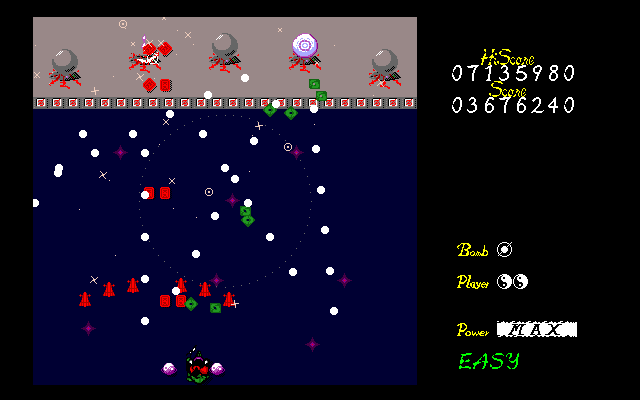 HiScore
07135980
Score
03676240
Bomb
Player
Power MAX
EASY